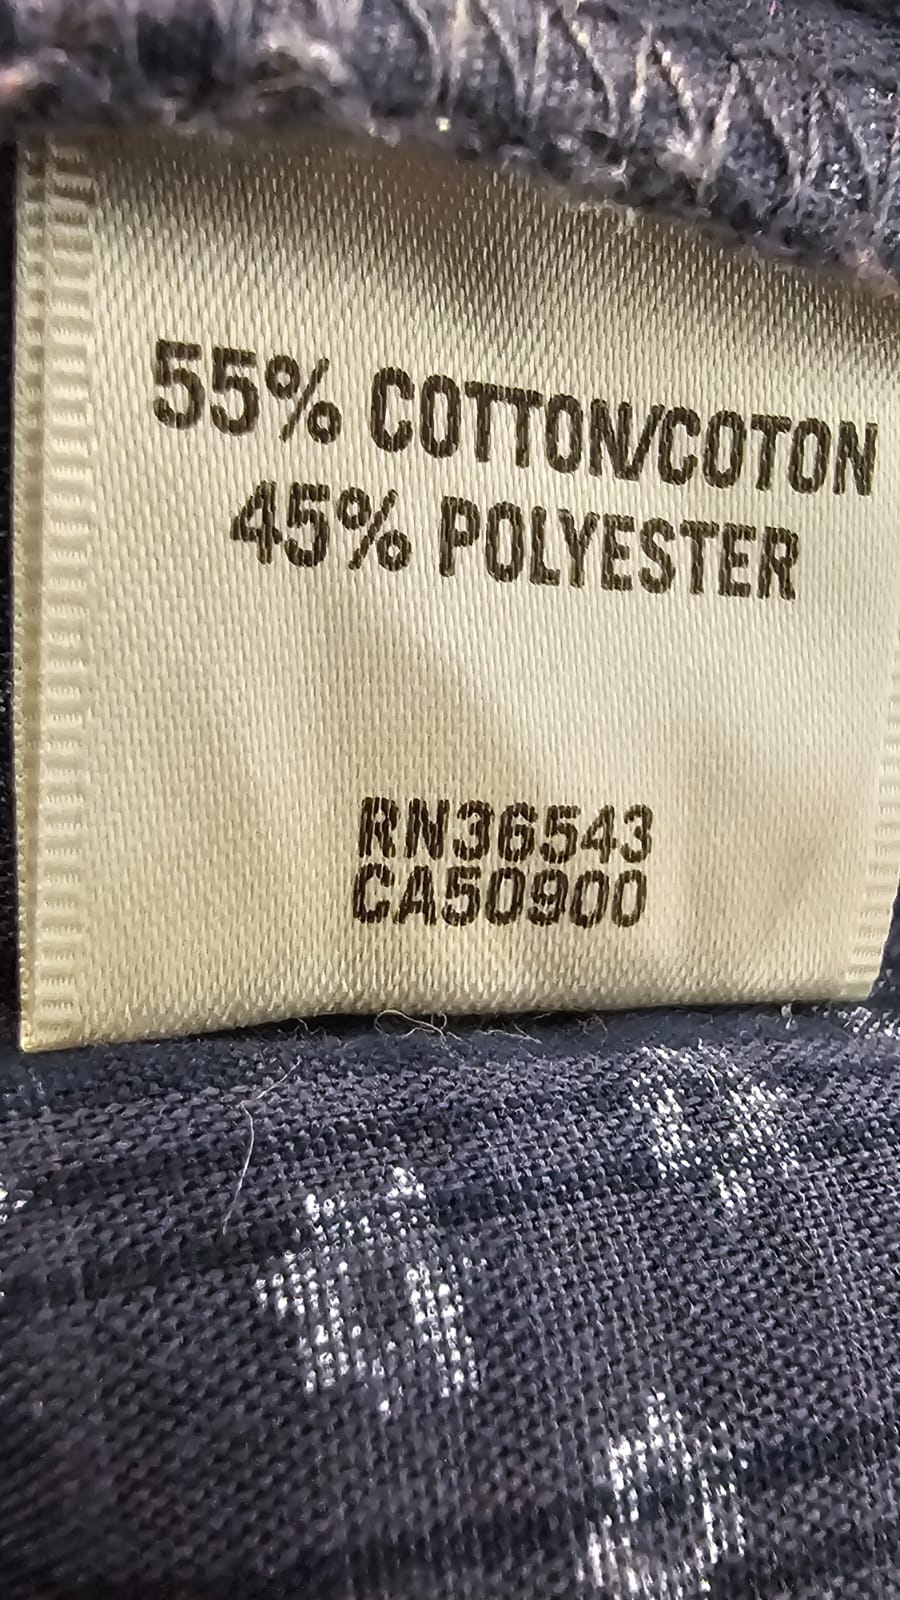 55% COTTON/COTON
45% POLYESTER
RN36543
CA50900